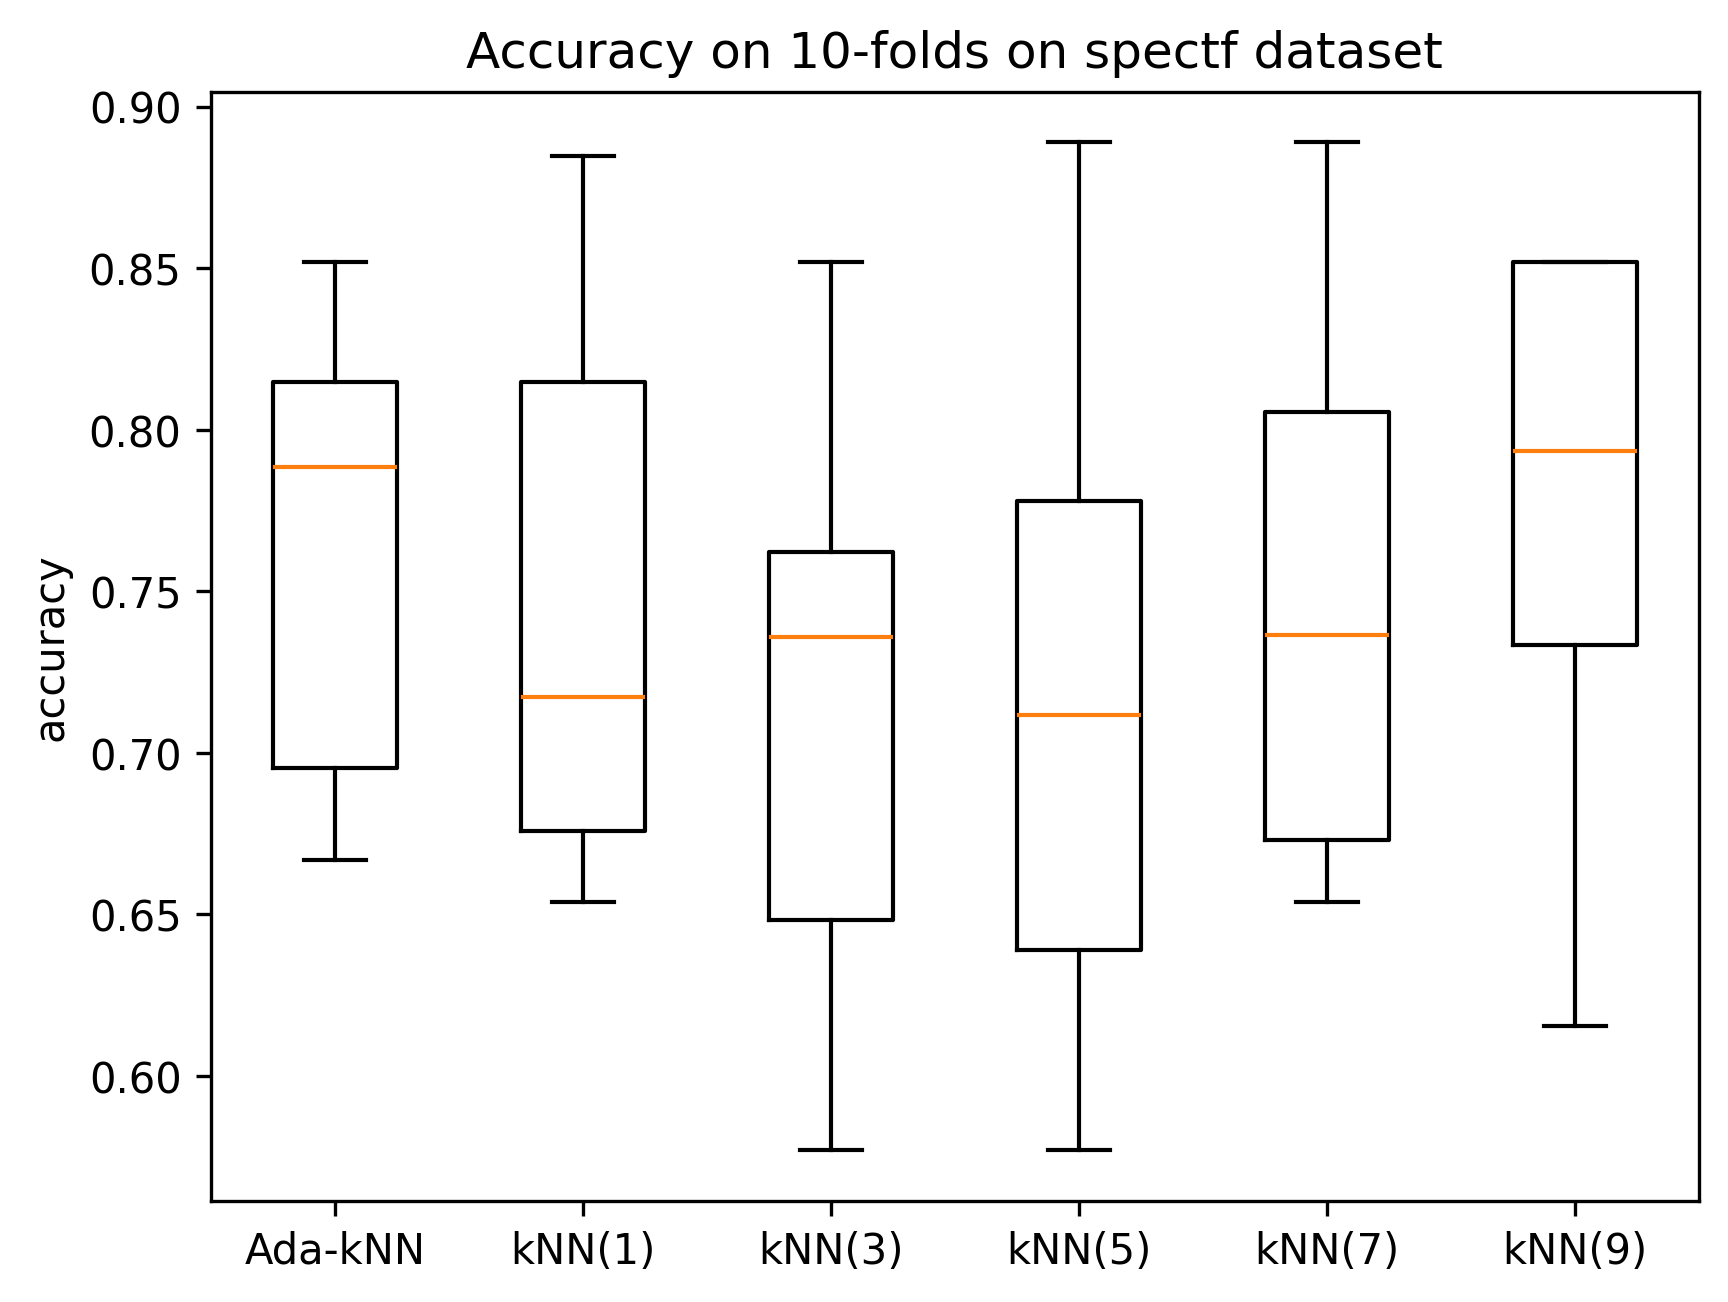 Accuracy on 10-folds on spectf dataset
accuracy
0.90
0.85
0.80
0.75
0.70
0.65
0.60
Ada-kNN kNN(1) kNN(3) kNN(5) kNN(7) kNN(9)